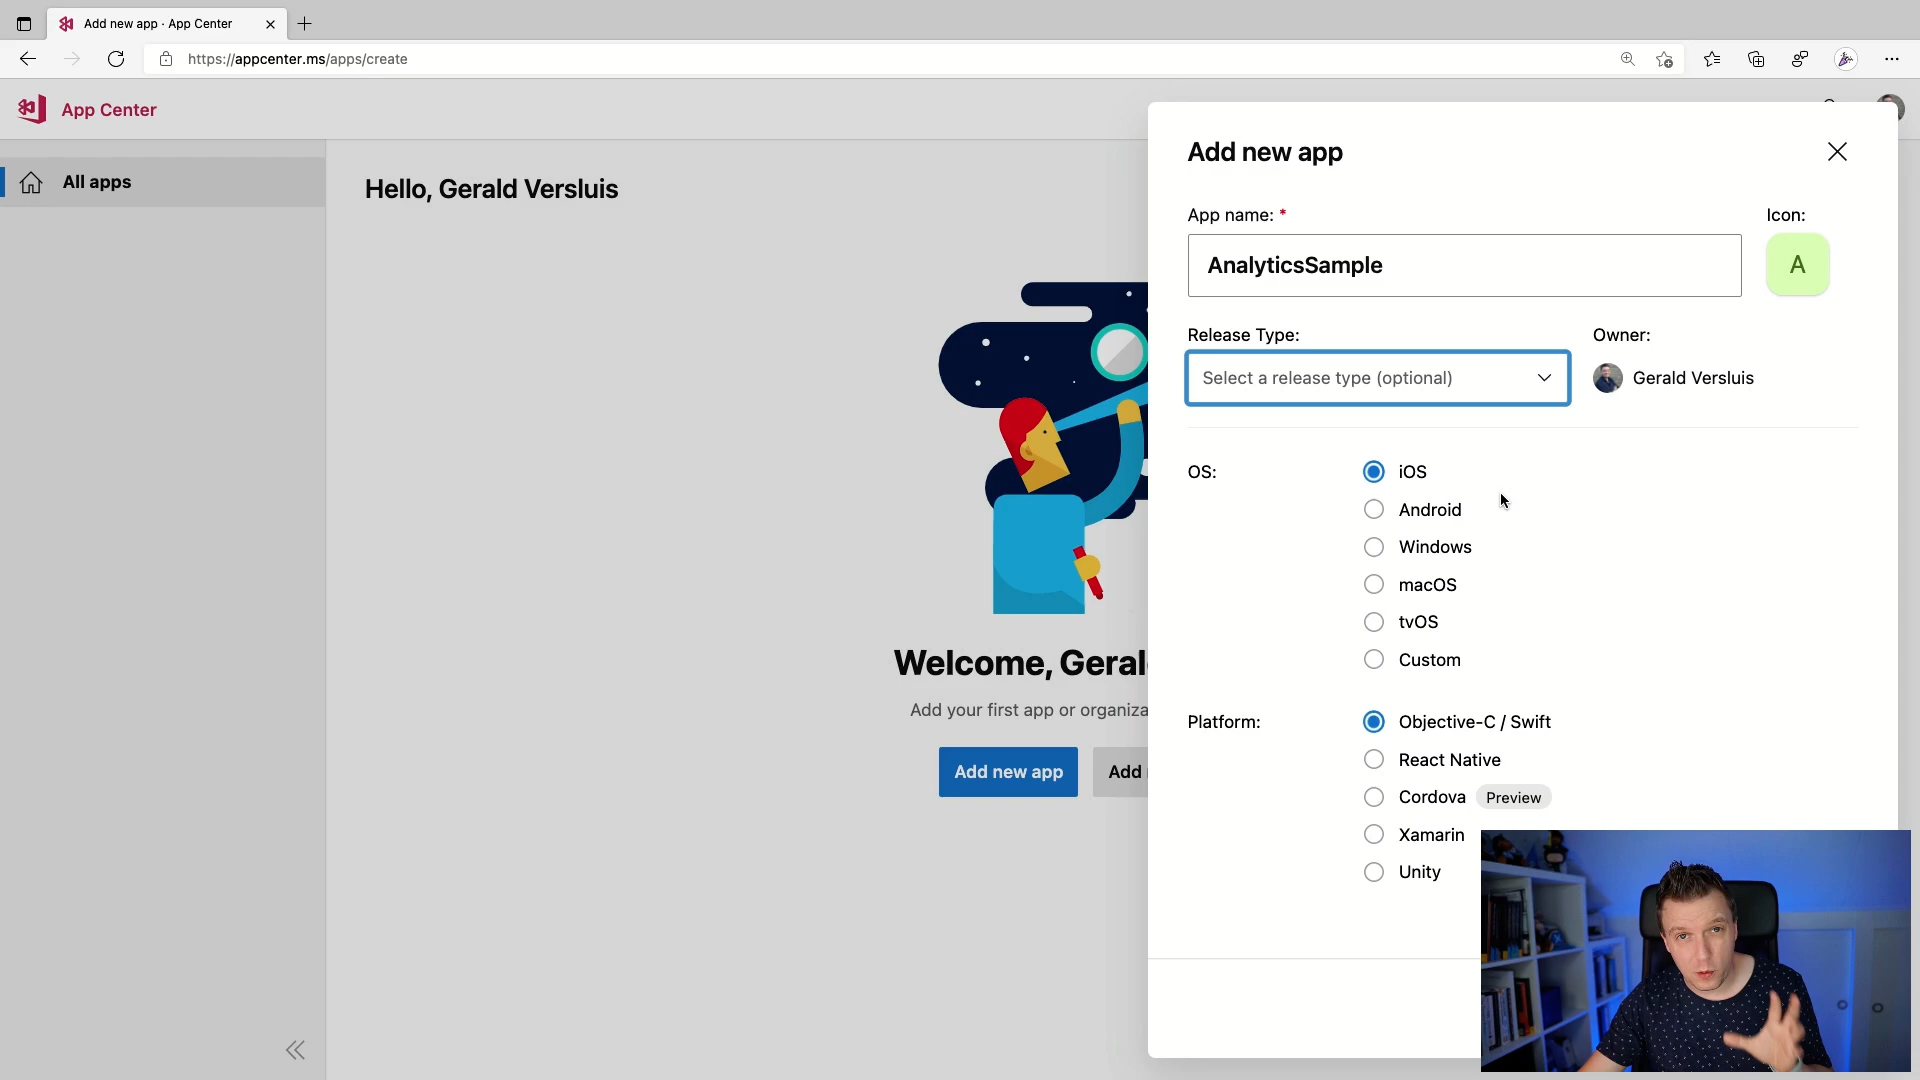 Add new app · App Center
https://appcenter.ms/apps/create
App Center
All apps
Hello, Gerald Versluis
Welcome, Geral
Add your first app or organiza
Add new app
Add
Add new app
App name: *
Icon:
AnalyticsSample
A
Release Type:
Owner:
Select a release type (optional)
Gerald Versluis
OS:
iOS
Android
Windows
macOS
tvOS
Custom
Platform:
Objective-C / Swift
React Native
Cordova Preview
Xamarin
Unity